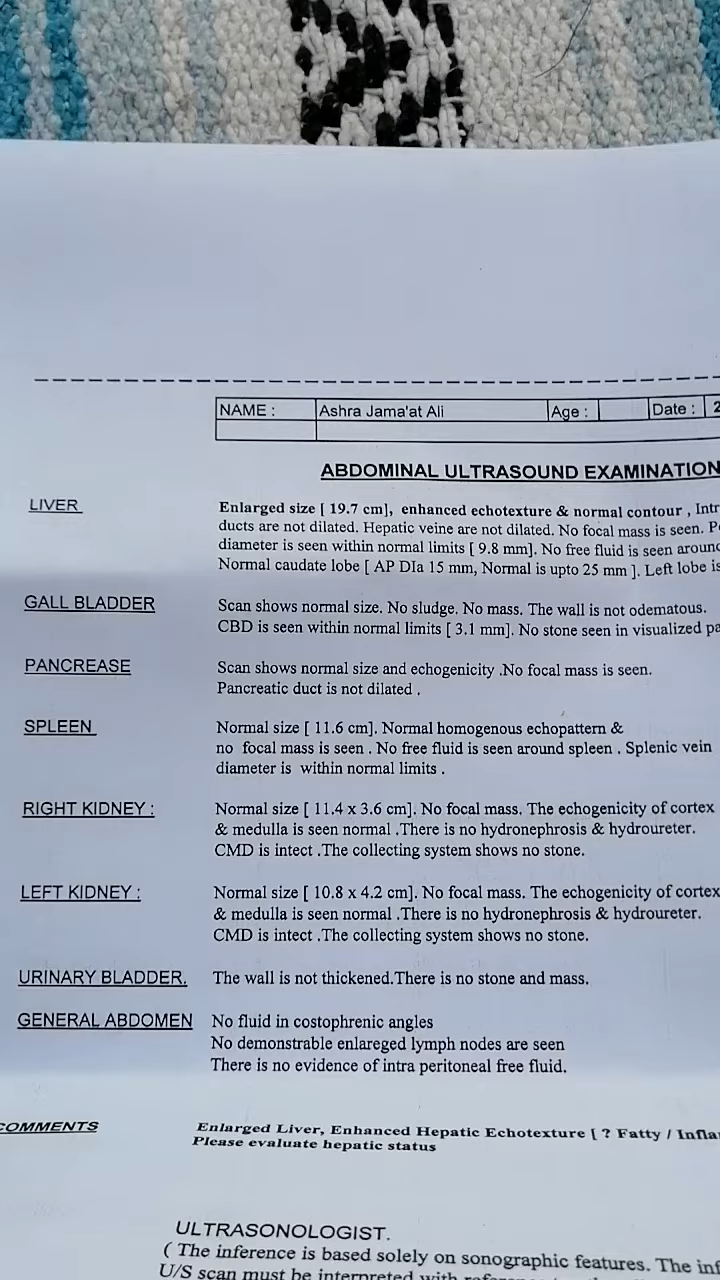 NAME : Ashra Jama'at Ali Age : Date : 2
ABDOMINAL ULTRASOUND EXAMINATION
LIVER Enlarged size [ 19.7 cm], enhanced echotexture & normal contour , Intr
ducts are not dilated. Hepatic veine are not dilated. No focal mass is seen.
diameter is seen within normal limits [ 9.8 mm]. No free fluid is seen aroun
Normal caudate lobe [ AP DIa 15 mm, Normal is upto 25 mm ]. Left lobe is
GALL BLADDER Scan shows normal size. No sludge. No mass. The wall is not odematous.
CBD is seen within normal limits [ 3.1 mm]. No stone seen in visualized pa
PANCREASE Scan shows normal size and echogenicity .No focal mass is seen.
Pancreatic duct is not dilated .
SPLEEN Normal size [ 11.6 cm]. Normal homogenous echopattern &
no focal mass is seen . No free fluid is seen around spleen . Splenic vein
diameter is within normal limits .
RIGHT KIDNEY : Normal size [ 11.4 x 3.6 cm]. No focal mass. The echogenicity of cortex
& medulla is seen normal .There is no hydronephrosis & hydroureter.
CMD is intect .The collecting system shows no stone.
LEFT KIDNEY : Normal size [ 10.8 x 4.2 cm]. No focal mass. The echogenicity of cortex
& medulla is seen normal .There is no hydronephrosis & hydroureter.
CMD is intect .The collecting system shows no stone.
URINARY BLADDER. The wall is not thickened.There is no stone and mass.
GENERAL ABDOMEN No fluid in costophrenic angles
No demonstrable enlareged lymph nodes are seen
There is no evidence of intra peritoneal free fluid.
COMMENTS Enlarged Liver, Enhanced Hepatic Echotexture [ ? Fatty / Infla
Please evaluate hepatic status
ULTRASONOLOGIST.
( The inference is based solely on sonographic features. The inf
U/S scan must be interpreted with